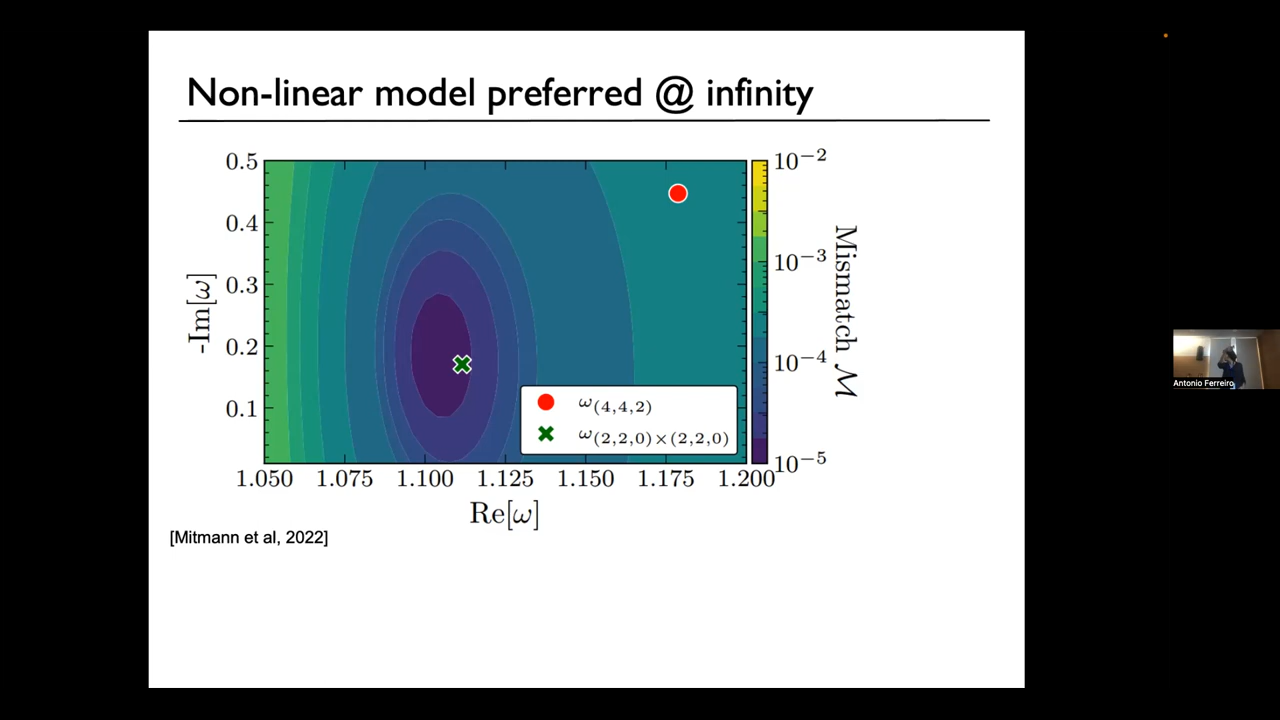 Non-linear model preferred @ infinity
0.5
0.4
0.3
0.2
0.1
-Im[ω]
1.050 1.075 1.100 1.125 1.150 1.175 1.200
Re[ω]
ω(4,4,2)
ω(2,2,0)×(2,2,0)
10−2
10−3
10−4
10−5
Mismatch ℳ
[Mitmann et al, 2022]
Antonio Ferreiro